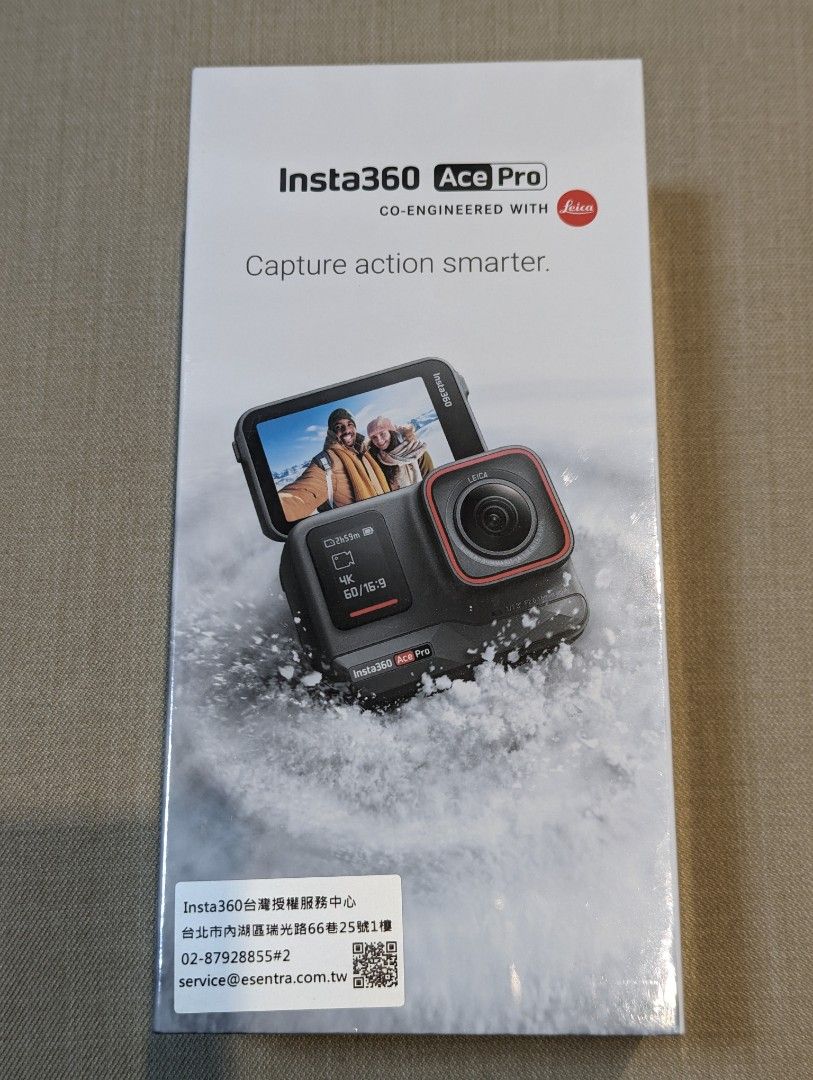 Insta360 Ace Pro
CO-ENGINEERED WITH Leica
Capture action smarter.
Insta360
LEICA
2h59m
4K
60/16:9
Insta360 Ace Pro
Insta360台灣授權服務中心
台北市內湖區瑞光路66巷25號1樓
02-87928855#2
service@esentra.com.tw